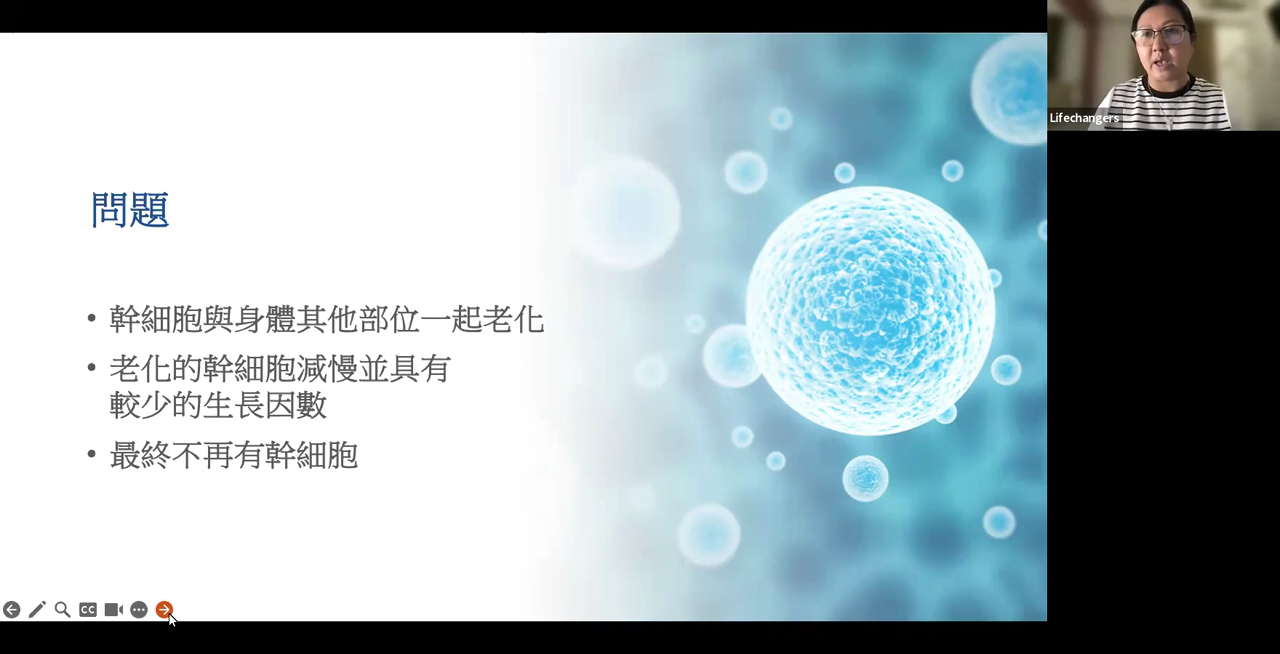 問題
• 幹細胞與身體其他部位一起老化
• 老化的幹細胞減慢並具有
較少的生長因數
• 最終不再有幹細胞
Lifechangers
CC